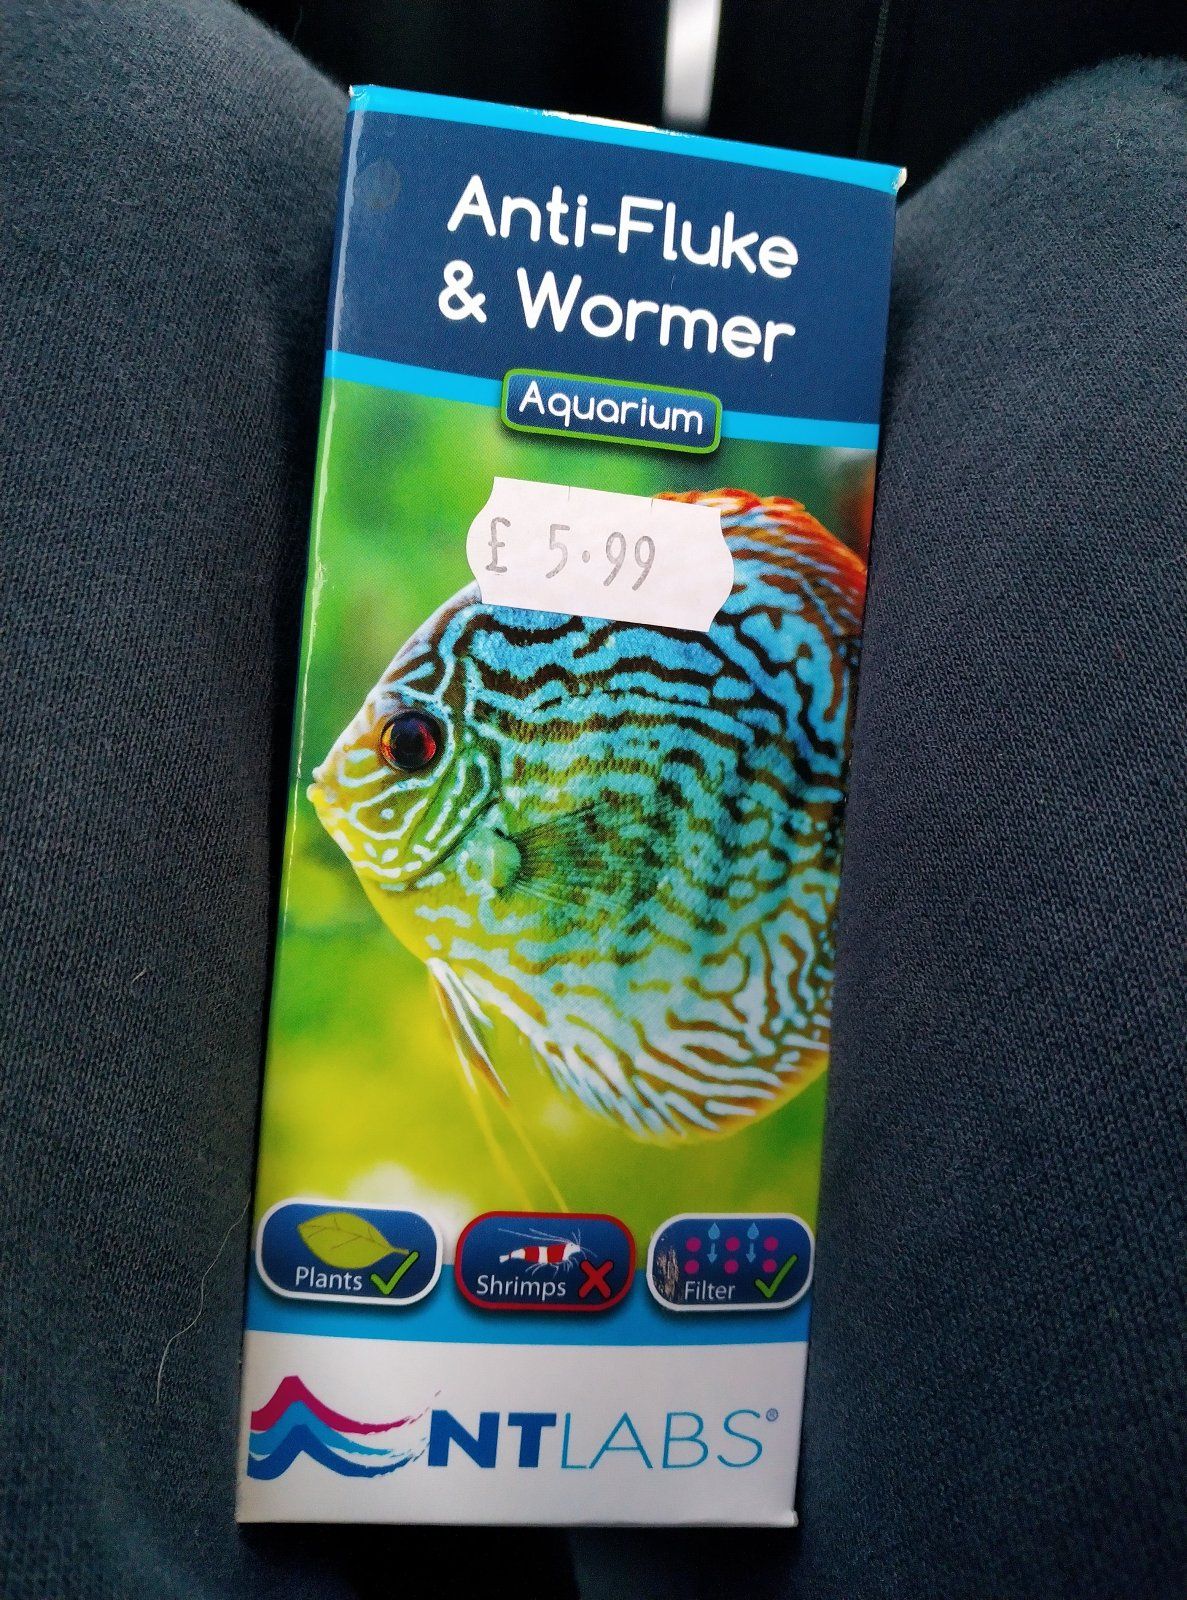 Anti-Fluke
& Wormer
Aquarium
£ 5.99
Plants
Shrimps
Filter
NTLABS®